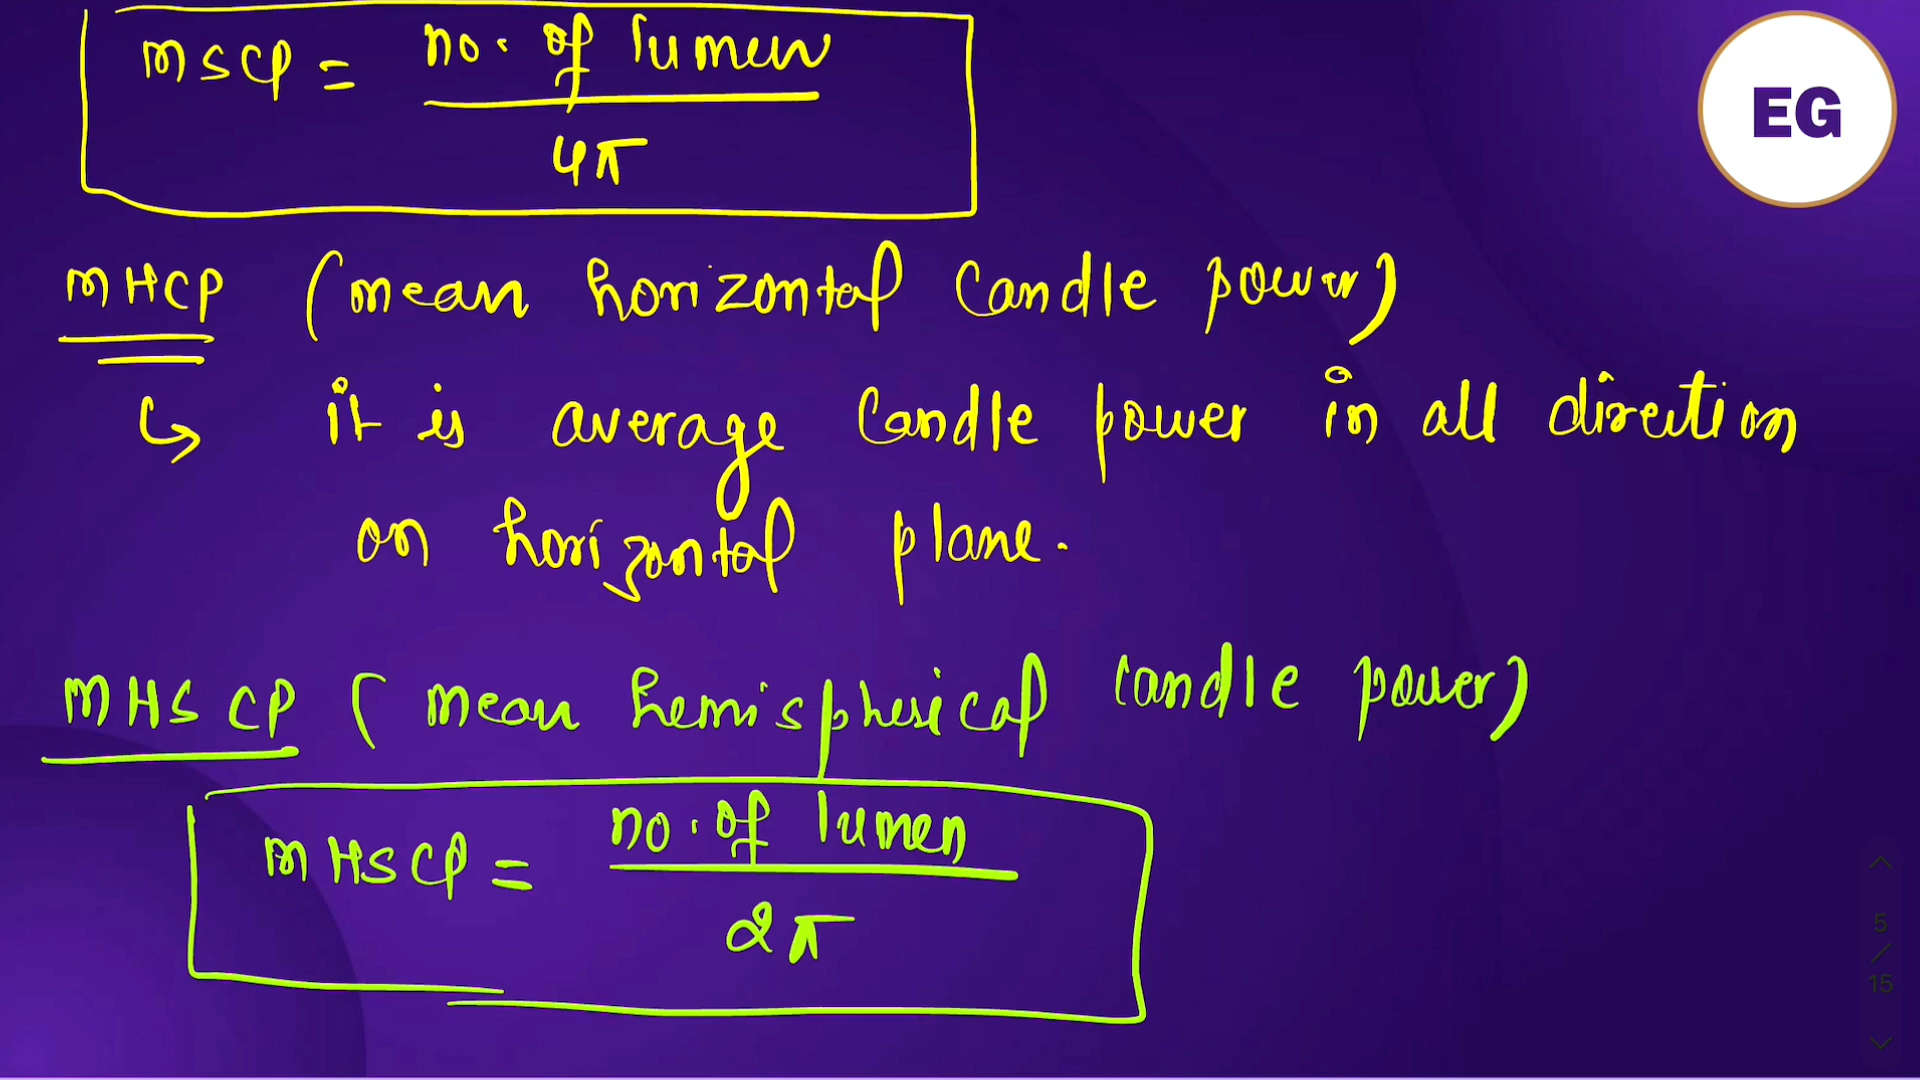 MSCP = no. of lumen
4π
EG
MHCP (mean horizontal Candle power)
↳ it is average Candle power in all direction
on horizontal plane.
MHSCP (mean hemispherical candle power)
MHSCP = no. of lumen
2π
5
/
15